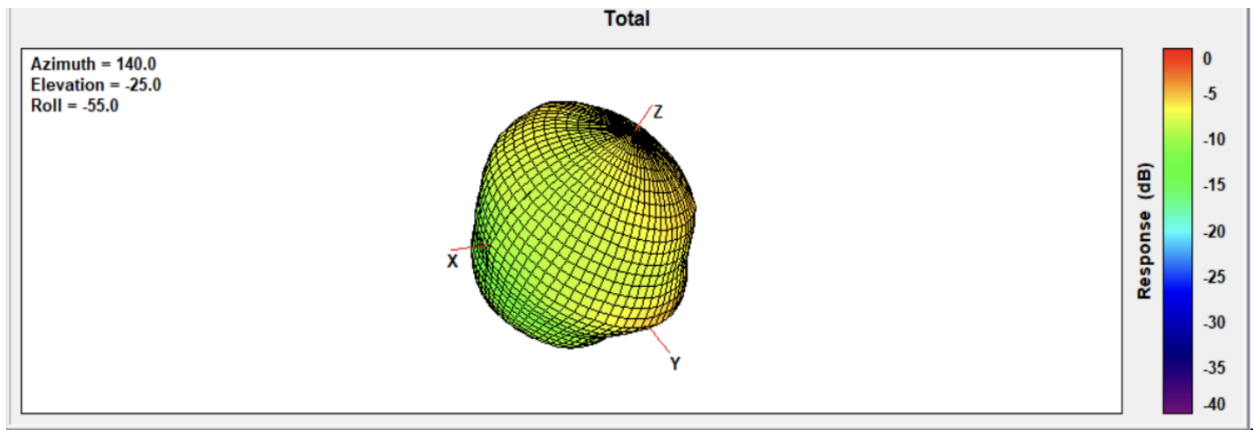 Total
Azimuth = 140.0
Elevation = -25.0
Roll = -55.0
Z
X
Y
Response (dB)
0
-5
-10
-15
-20
-25
-30
-35
-40